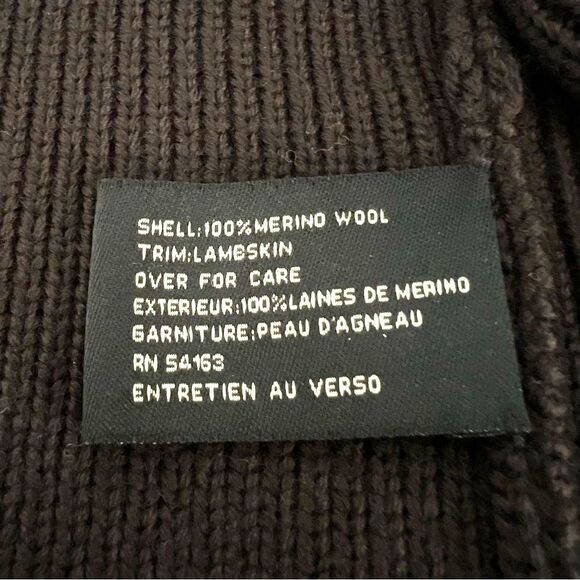 SHELL:100%MERINO WOOL
TRIM:LAMBSKIN
OVER FOR CARE
EXTERIEUR:100%LAINES DE MERINO
GARNITURE:PEAU D'AGNEAU
RN 54163
ENTRETIEN AU VERSO